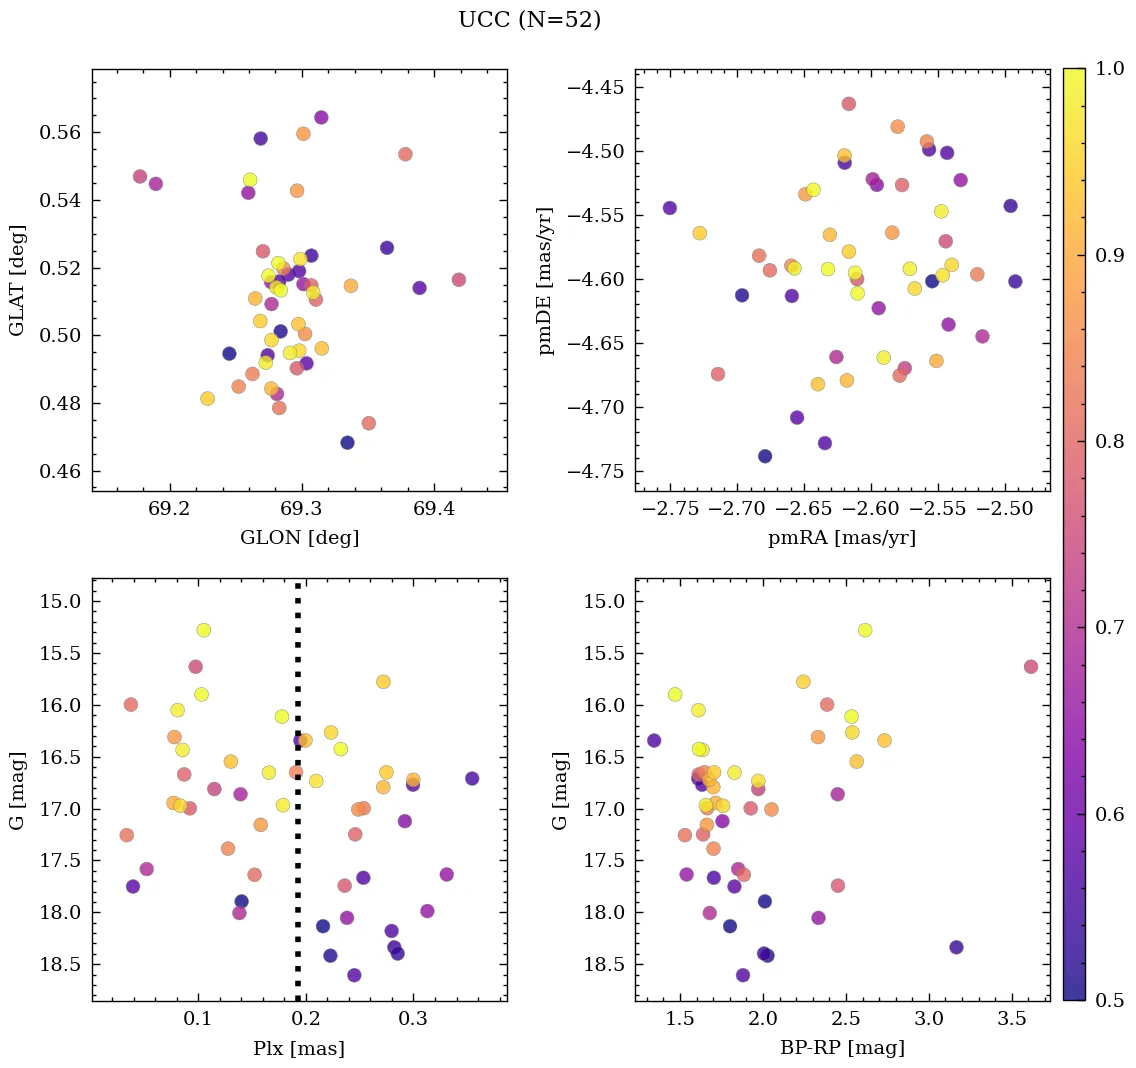 UCC (N=52)
0.56
0.54
0.52
0.50
0.48
0.46
GLAT [deg]
69.2 69.3 69.4
GLON [deg]
−4.45
−4.50
−4.55
−4.60
−4.65
−4.70
−4.75
pmDE [mas/yr]
−2.75 −2.70 −2.65 −2.60 −2.55 −2.50
pmRA [mas/yr]
1.0
0.9
0.8
0.7
0.6
0.5
15.0
15.5
16.0
16.5
17.0
17.5
18.0
18.5
G [mag]
0.1 0.2 0.3
Plx [mas]
15.0
15.5
16.0
16.5
17.0
17.5
18.0
18.5
G [mag]
1.5 2.0 2.5 3.0 3.5
BP-RP [mag]